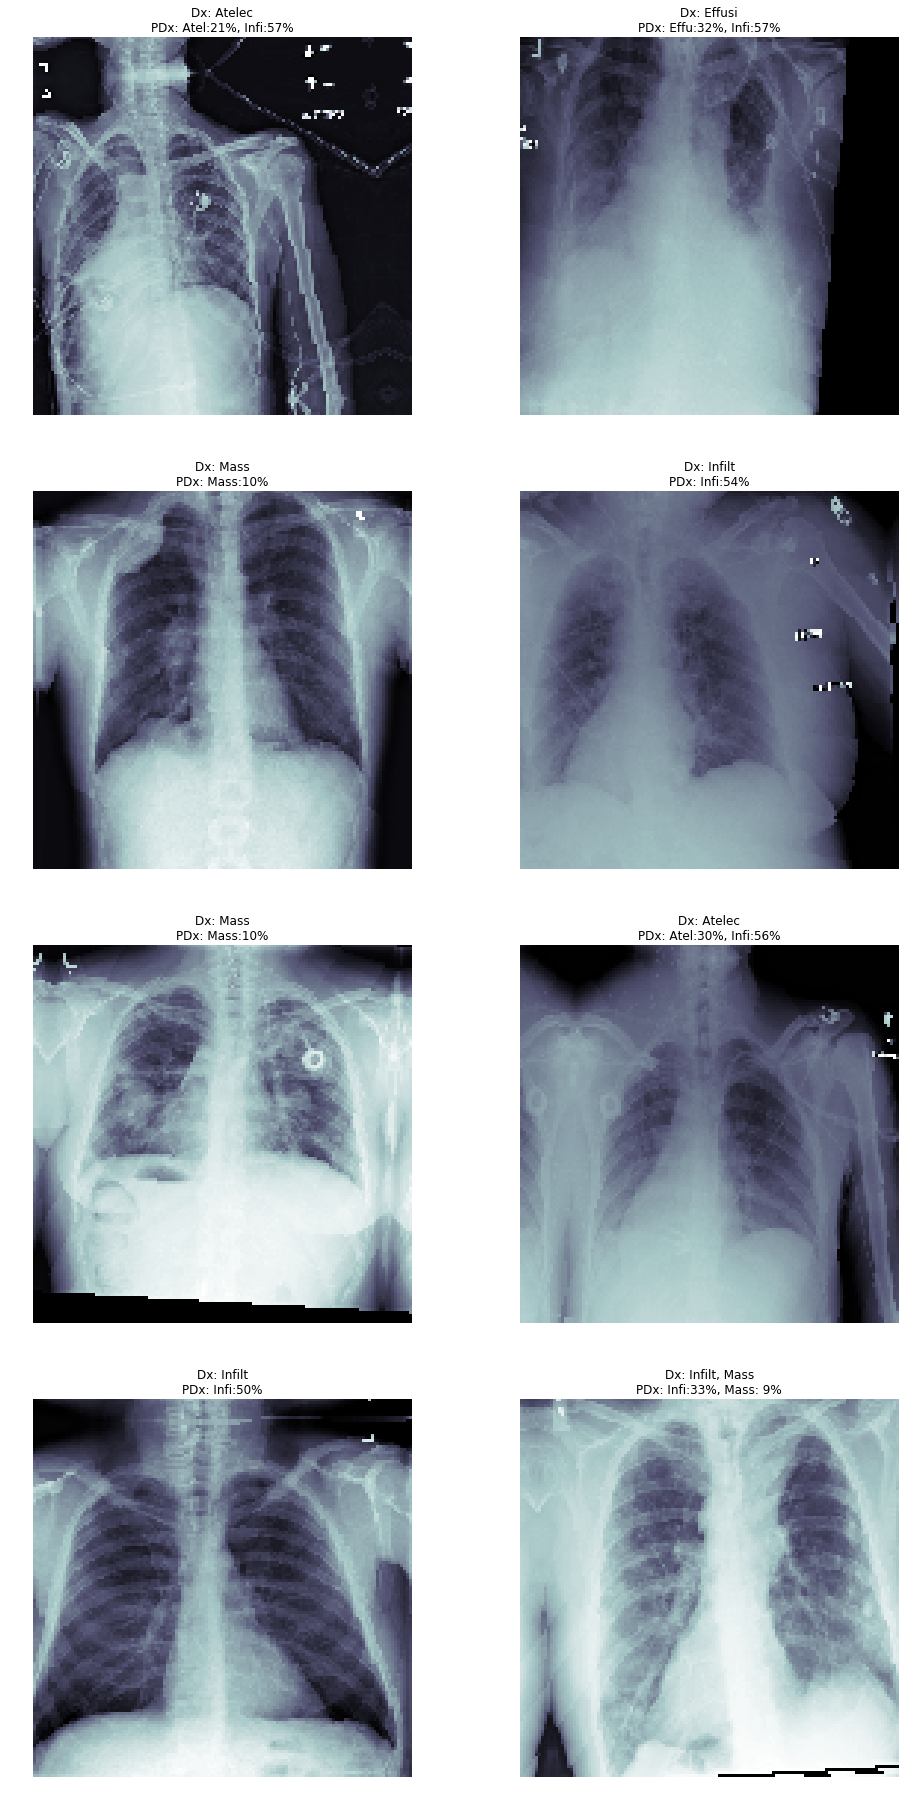 Dx: Atelec
PDx: Atel:21%, Infi:57%
Dx: Effusi
PDx: Effu:32%, Infi:57%
Dx: Mass
PDx: Mass:10%
Dx: Infilt
PDx: Infi:54%
Dx: Mass
PDx: Mass:10%
Dx: Atelec
PDx: Atel:30%, Infi:56%
Dx: Infilt
PDx: Infi:50%
Dx: Infilt, Mass
PDx: Infi:33%, Mass: 9%